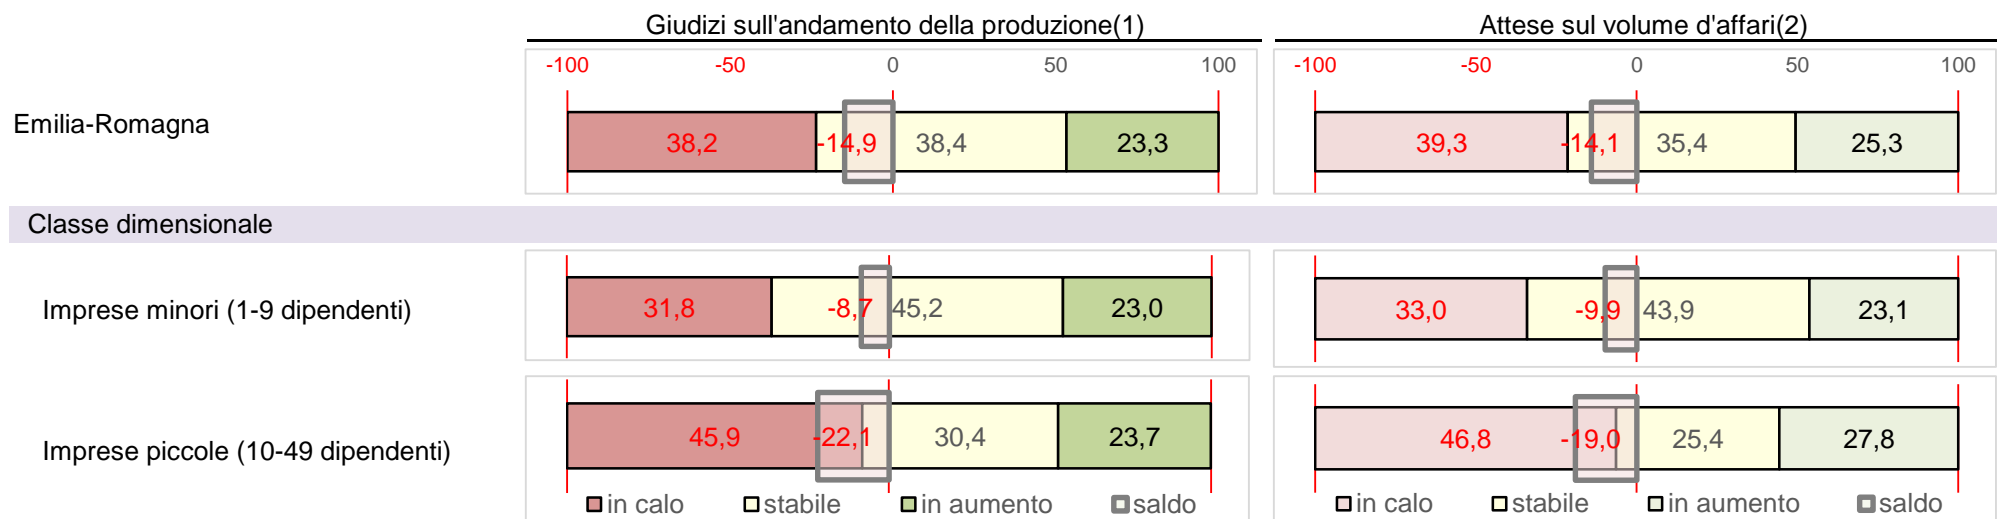 Giudizi sull'andamento della produzione(1) Attese sul volume d'affari(2)
-100 -50 0 50 100 -100 -50 0 50 100
Emilia-Romagna 38,2 -14,9 38,4 23,3 39,3 -14,1 35,4 25,3
Classe dimensionale
Imprese minori (1-9 dipendenti) 31,8 -8,7 45,2 23,0 33,0 -9,9 43,9 23,1
Imprese piccole (10-49 dipendenti) 45,9 -22,1 30,4 23,7 46,8 -19,0 25,4 27,8
in calo stabile in aumento saldo in calo stabile in aumento saldo